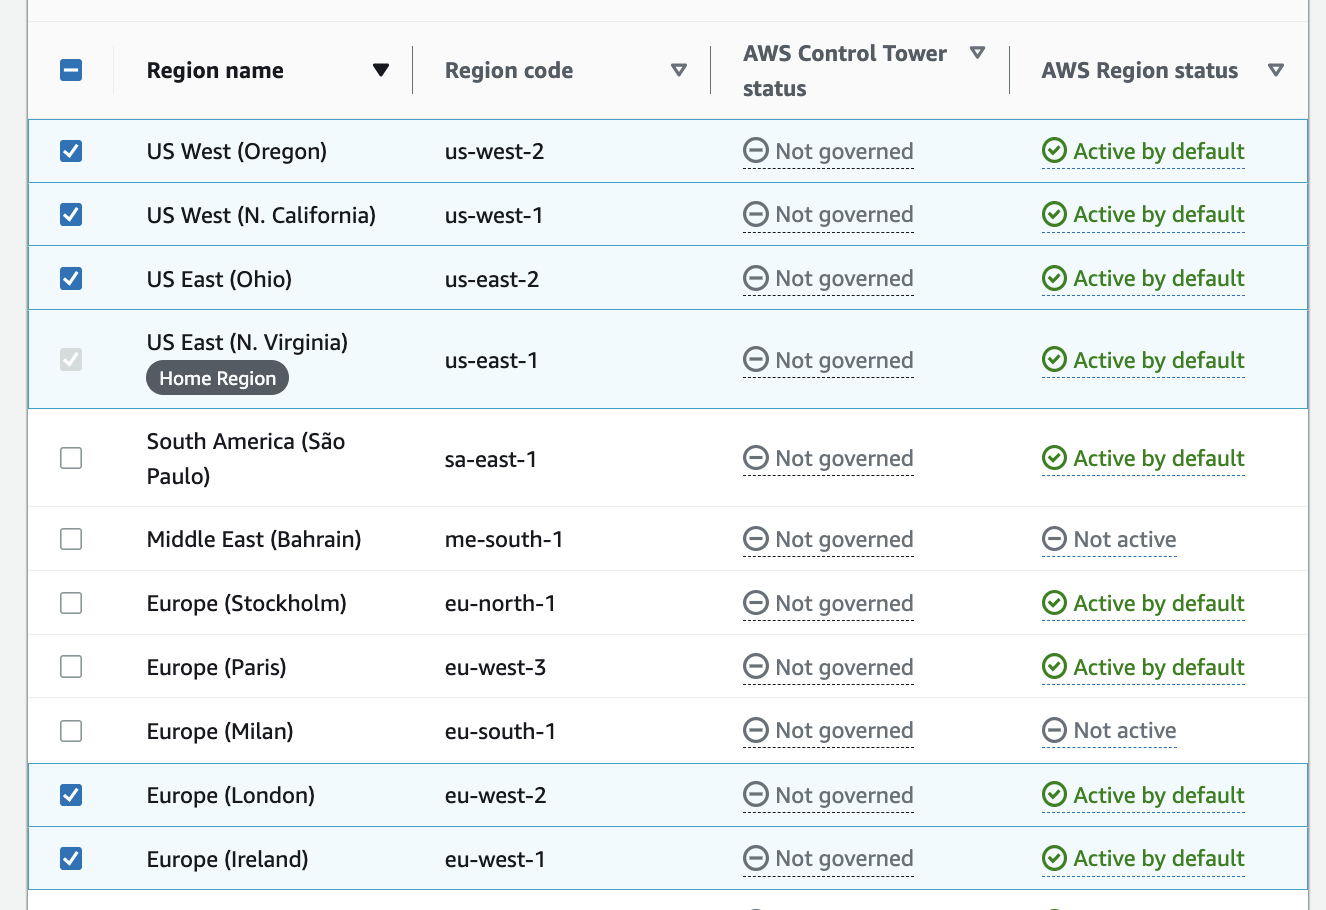 Region name Region code AWS Control Tower status AWS Region status
US West (Oregon) us-west-2 Not governed Active by default
US West (N. California) us-west-1 Not governed Active by default
US East (Ohio) us-east-2 Not governed Active by default
US East (N. Virginia)
Home Region
us-east-1 Not governed Active by default
South America (São
Paulo)
sa-east-1 Not governed Active by default
Middle East (Bahrain) me-south-1 Not governed Not active
Europe (Stockholm) eu-north-1 Not governed Active by default
Europe (Paris) eu-west-3 Not governed Active by default
Europe (Milan) eu-south-1 Not governed Not active
Europe (London) eu-west-2 Not governed Active by default
Europe (Ireland) eu-west-1 Not governed Active by default